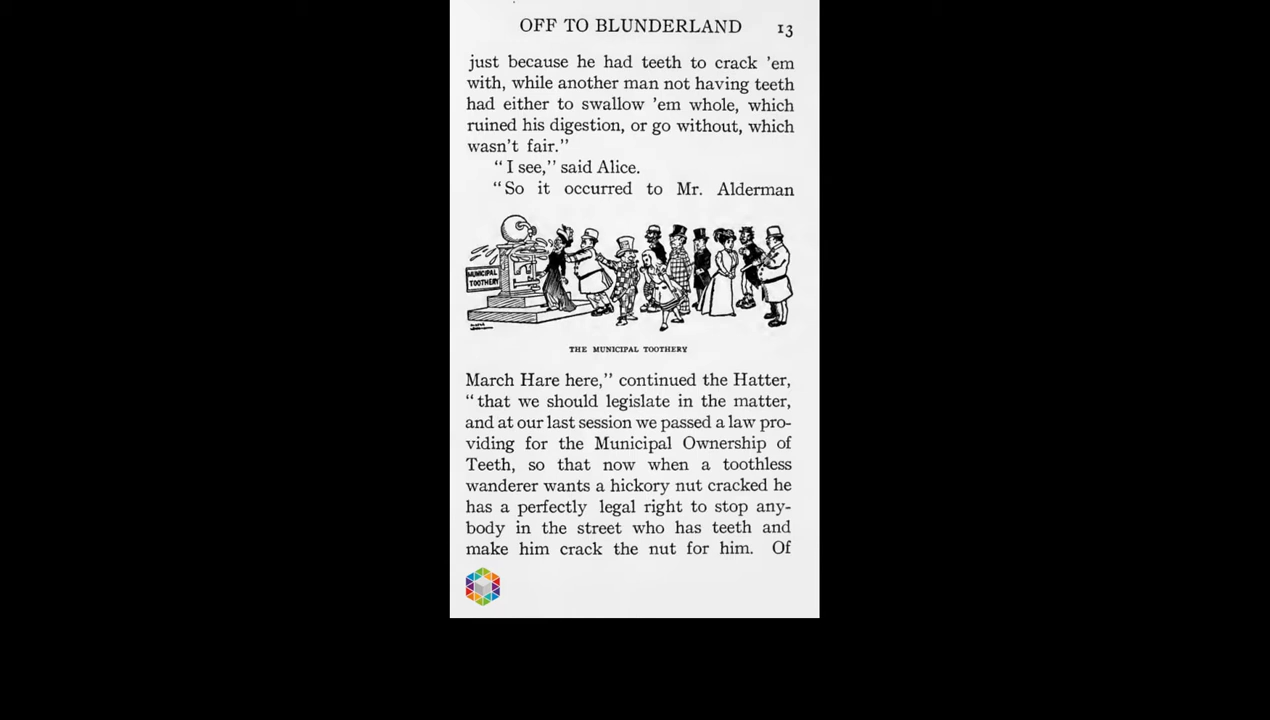 OFF TO BLUNDERLAND 13
just because he had teeth to crack ’em
with, while another man not having teeth
had either to swallow ’em whole, which
ruined his digestion, or go without, which
wasn’t fair.”
“I see,” said Alice.
“So it occurred to Mr. Alderman
MUNICIPAL
TOOTHERY
THE MUNICIPAL TOOTHERY
March Hare here,” continued the Hatter,
“that we should legislate in the matter,
and at our last session we passed a law pro-
viding for the Municipal Ownership of
Teeth, so that now when a toothless
wanderer wants a hickory nut cracked he
has a perfectly legal right to stop any-
body in the street who has teeth and
make him crack the nut for him. Of